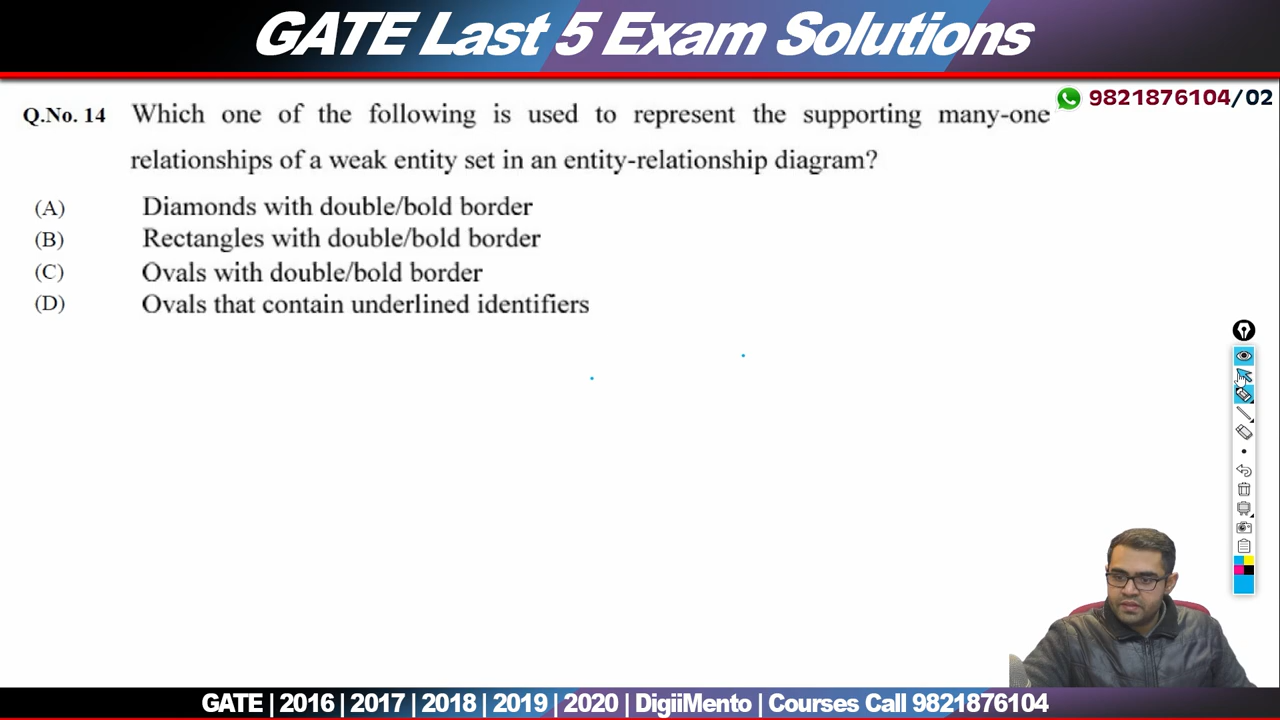 GATE Last 5 Exam Solutions
9821876104/02
Q.No. 14 Which one of the following is used to represent the supporting many-one
relationships of a weak entity set in an entity-relationship diagram?
(A) Diamonds with double/bold border
(B) Rectangles with double/bold border
(C) Ovals with double/bold border
(D) Ovals that contain underlined identifiers
GATE | 2016 | 2017 | 2018 | 2019 | 2020 | DigiiMento | Courses Call 9821876104